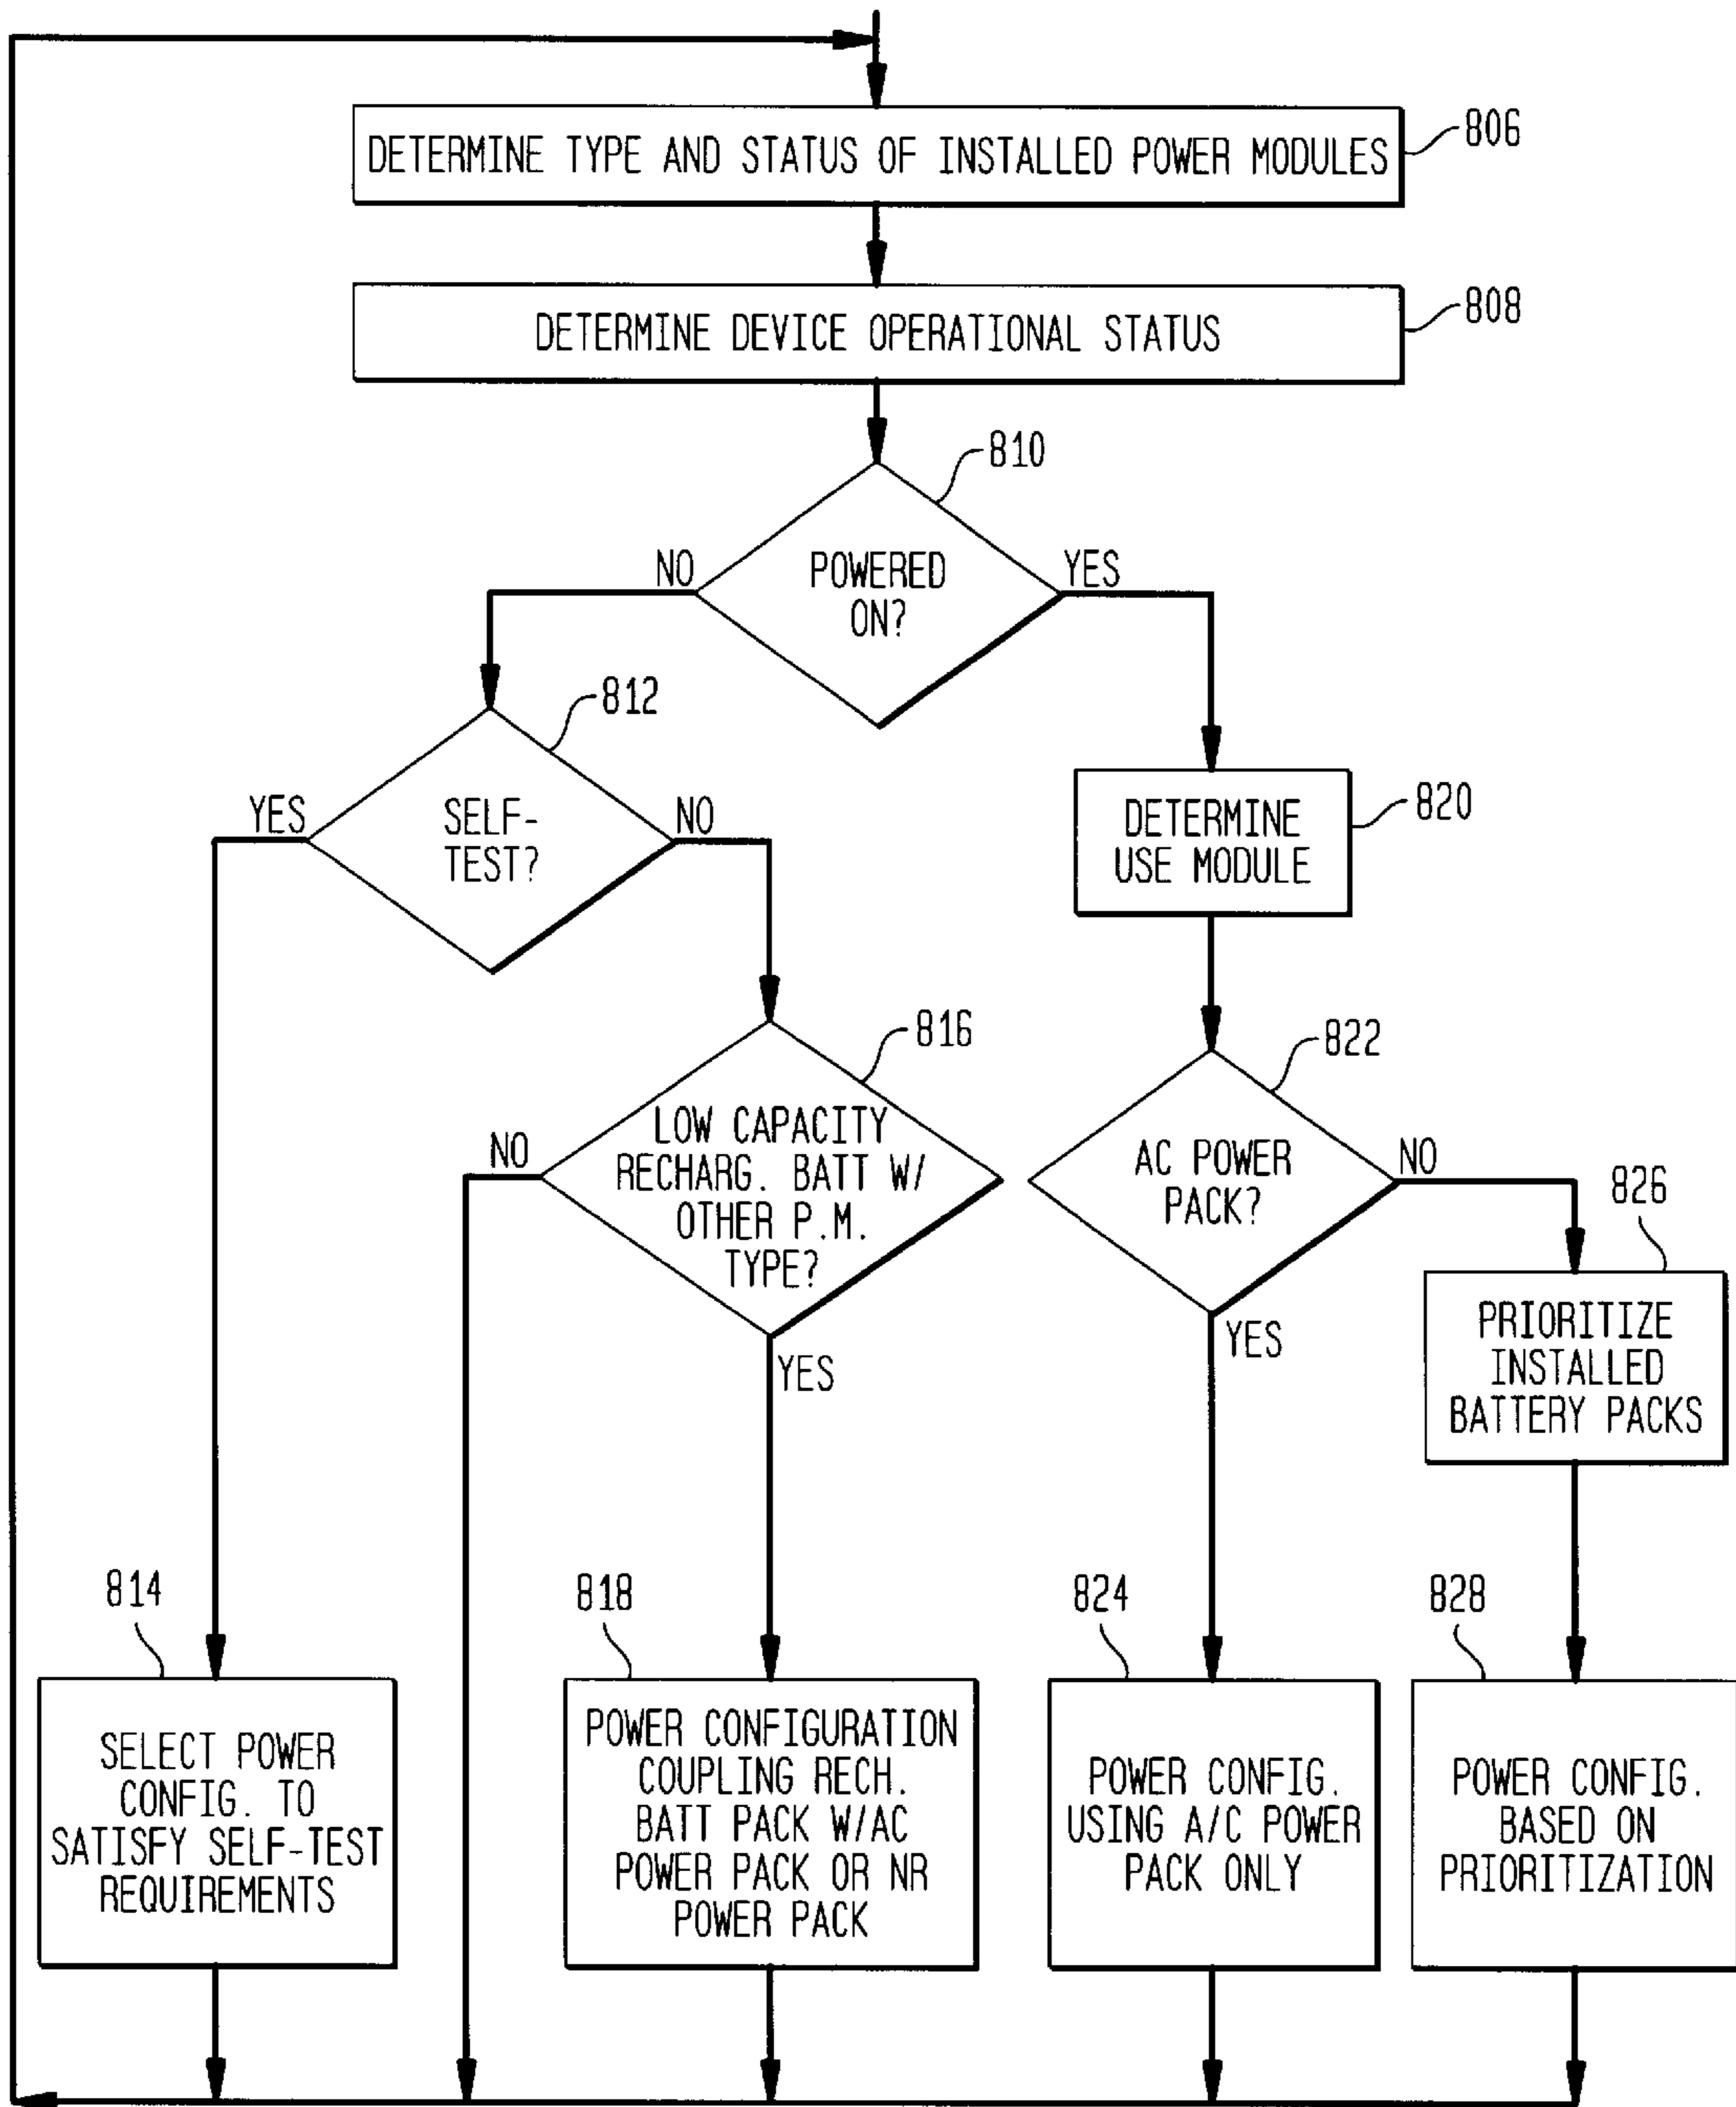 DETERMINE TYPE AND STATUS OF INSTALLED POWER MODULES
806
DETERMINE DEVICE OPERATIONAL STATUS
808
810
NO
POWERED
ON?
YES
812
YES
SELF-
TEST?
NO
DETERMINE
USE MODULE
820
816
NO
LOW CAPACITY
RECHARG. BATT W/
OTHER P.M.
TYPE?
YES
822
AC POWER
PACK?
NO
YES
826
PRIORITIZE
INSTALLED
BATTERY PACKS
814
SELECT POWER
CONFIG. TO
SATISFY SELF-TEST
REQUIREMENTS
818
POWER CONFIGURATION
COUPLING RECH.
BATT PACK W/AC
POWER PACK OR NR
POWER PACK
824
POWER CONFIG.
USING A/C POWER
PACK ONLY
828
POWER CONFIG.
BASED ON
PRIORITIZATION